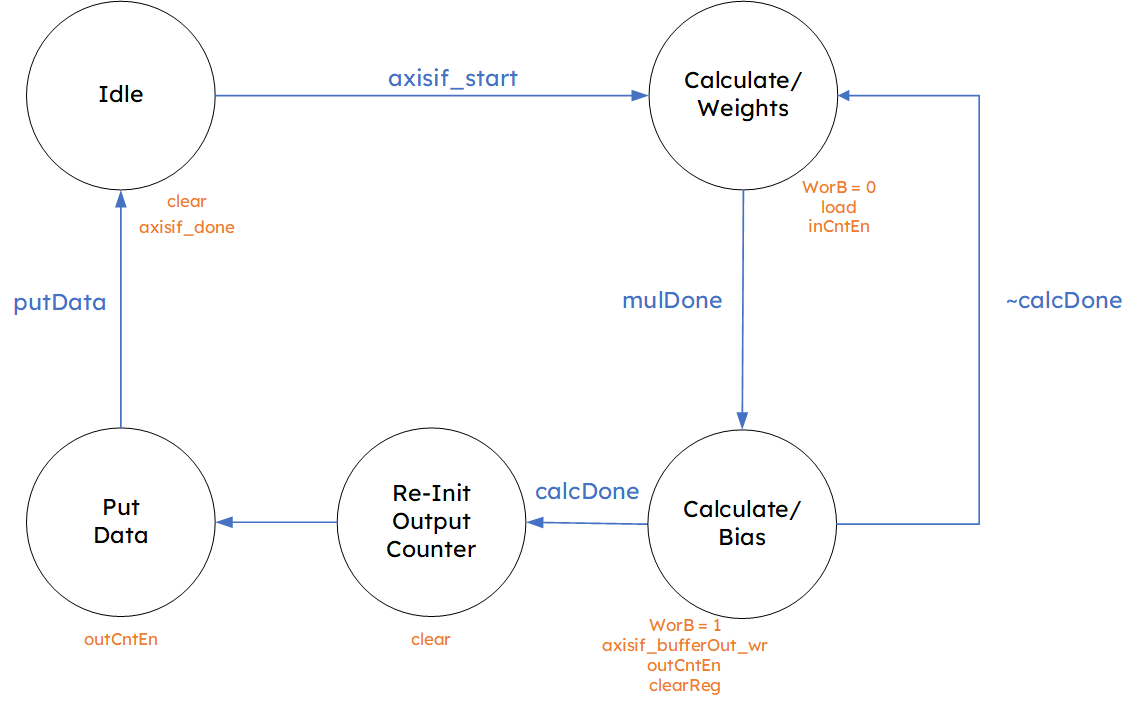 axisif_start
Idle
Calculate/
Weights
clear
axisif_done
WorB = 0
load
inCntEn
putData
mulDone
~calcDone
Put
Data
Re-Init
Output
Counter
calcDone
Calculate/
Bias
outCntEn
clear
WorB = 1
axisif_bufferOut_wr
outCntEn
clearReg